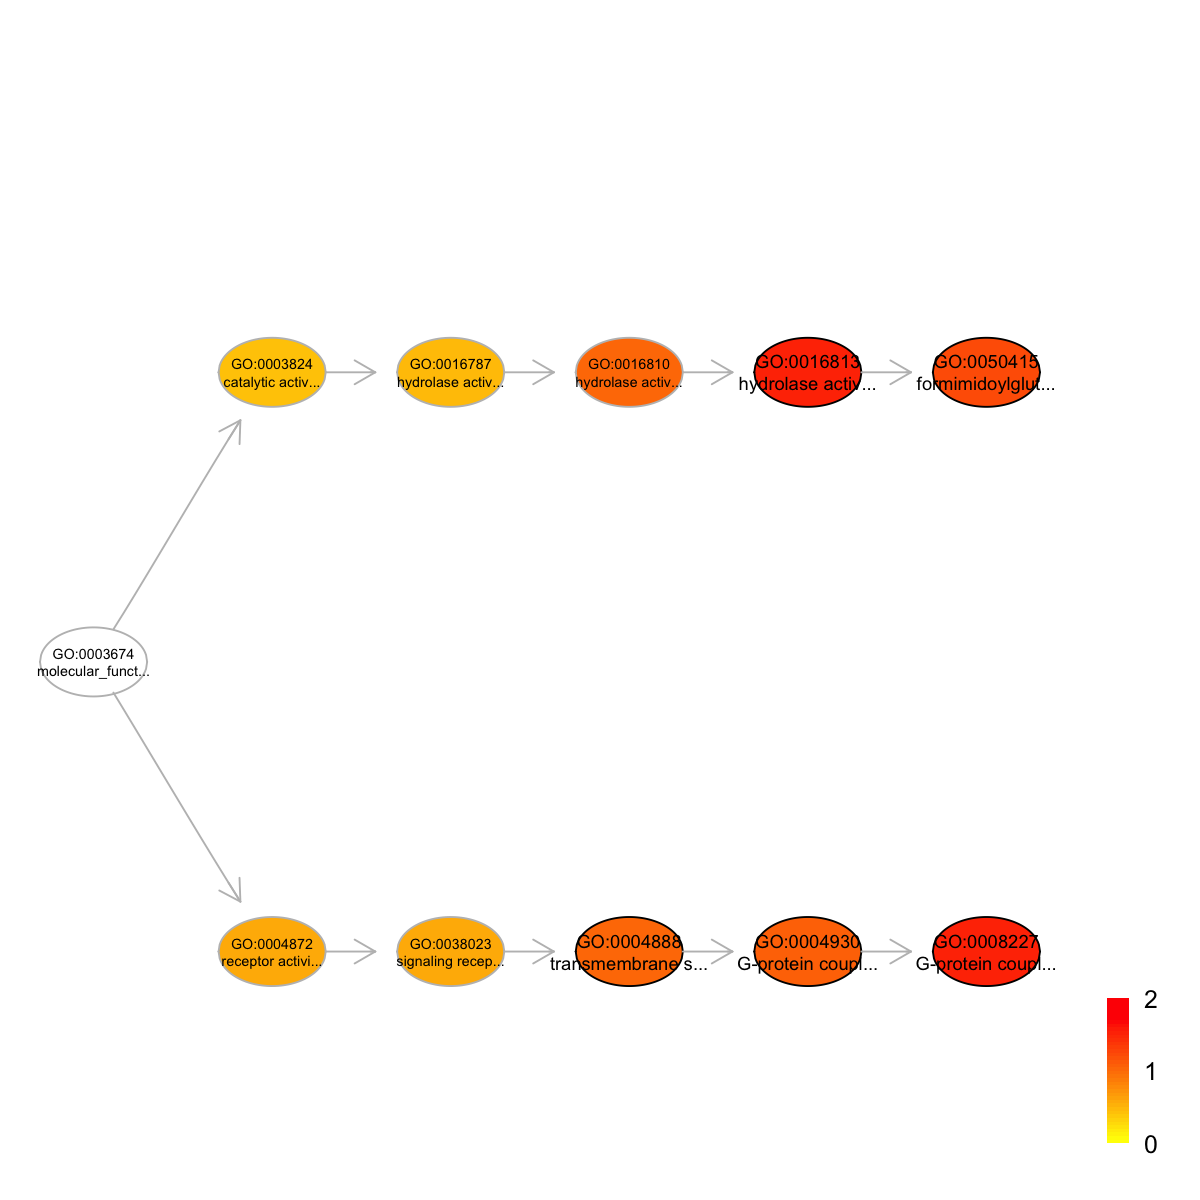 GO:0003824
catalytic activ...
GO:0016787
hydrolase activ...
GO:0016810
hydrolase activ...
GO:0016813
hydrolase activ...
GO:0050415
formimidoylglut...
GO:0003674
molecular_funct...
GO:0004872
receptor activi...
GO:0038023
signaling recep...
GO:0004888
transmembrane s...
GO:0004930
G-protein coupl...
GO:0008227
G-protein coupl...
2
1
0